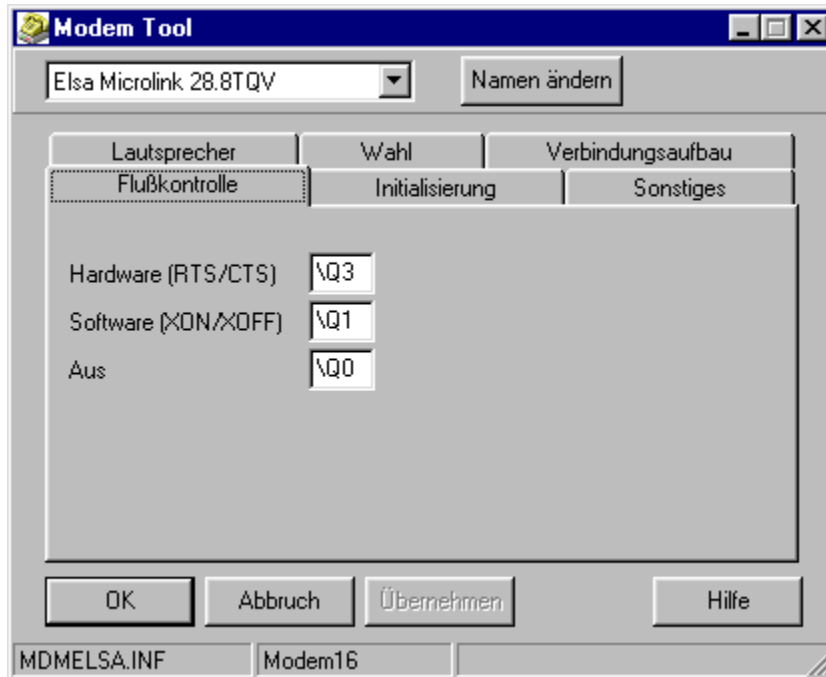 Modem Tool
Elsa Microlink 28.8TQV
Namen ändern
Lautsprecher
Wahl
Verbindungsaufbau
Flußkontrolle
Initialisierung
Sonstiges
Hardware (RTS/CTS) \Q3
Software (XON/XOFF) \Q1
Aus \Q0
OK
Abbruch
Übernehmen
Hilfe
MDMELSA.INF
Modem16